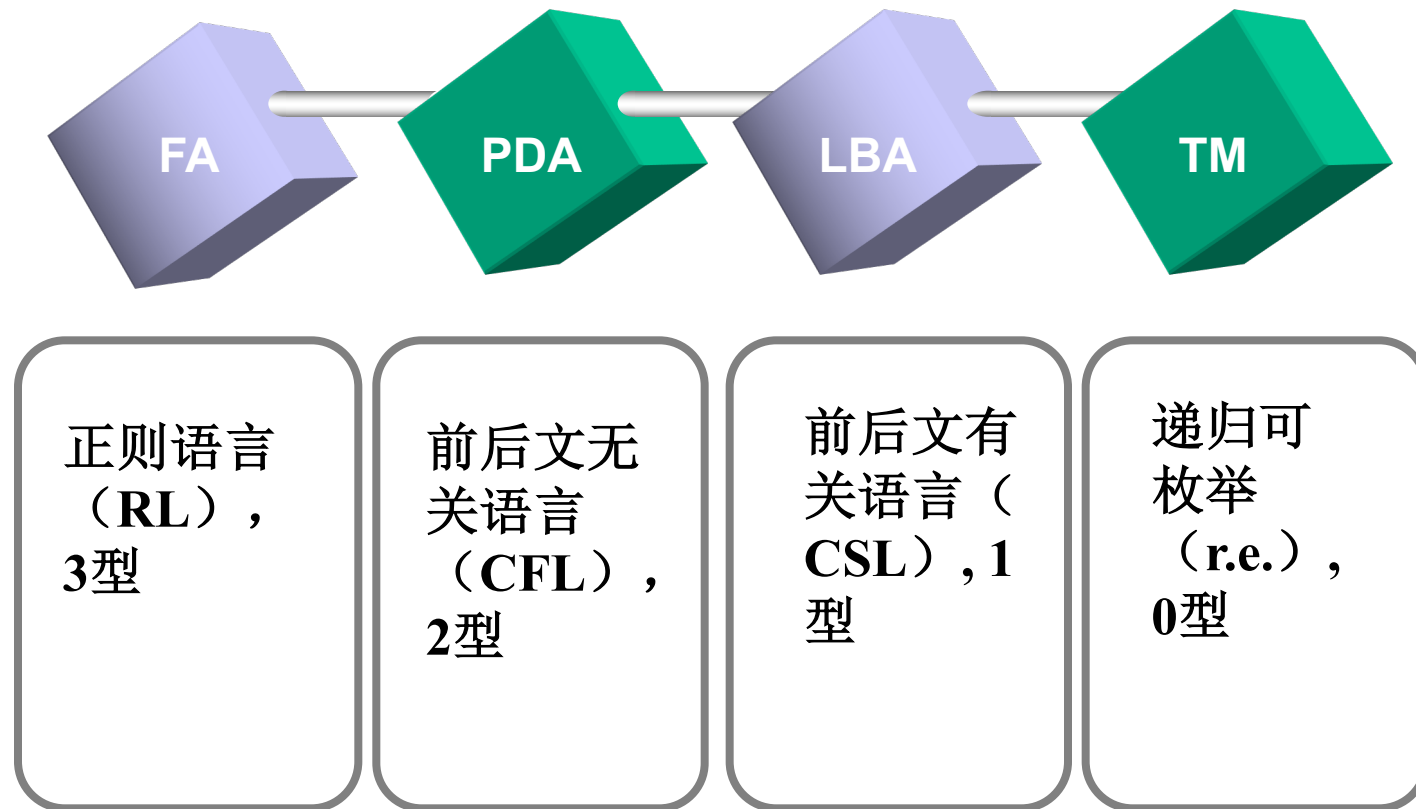 FA
PDA
LBA
TM
正则语言
（RL），
3型
前后文无
关语言
（CFL），
2型
前后文有
关语言（
CSL）, 1
型
递归可
枚举
（r.e.）,
0型